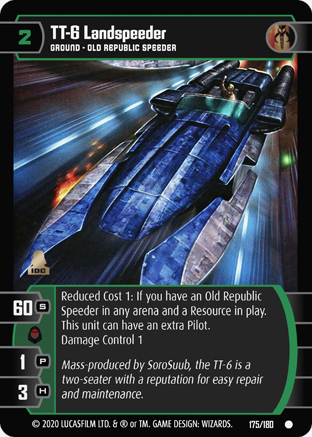 2
TT-6 Landspeeder
GROUND - OLD REPUBLIC SPEEDER
IDC
60 S
Reduced Cost 1: If you have an Old Republic
Speeder in any arena and a Resource in play.
This unit can have an extra Pilot.
Damage Control 1
1 P
3 H
Mass-produced by SoroSuub, the TT-6 is a
two-seater with a reputation for easy repair
and maintenance.
© 2020 LUCASFILM LTD. & ® or TM. GAME DESIGN: WIZARDS.
175/180